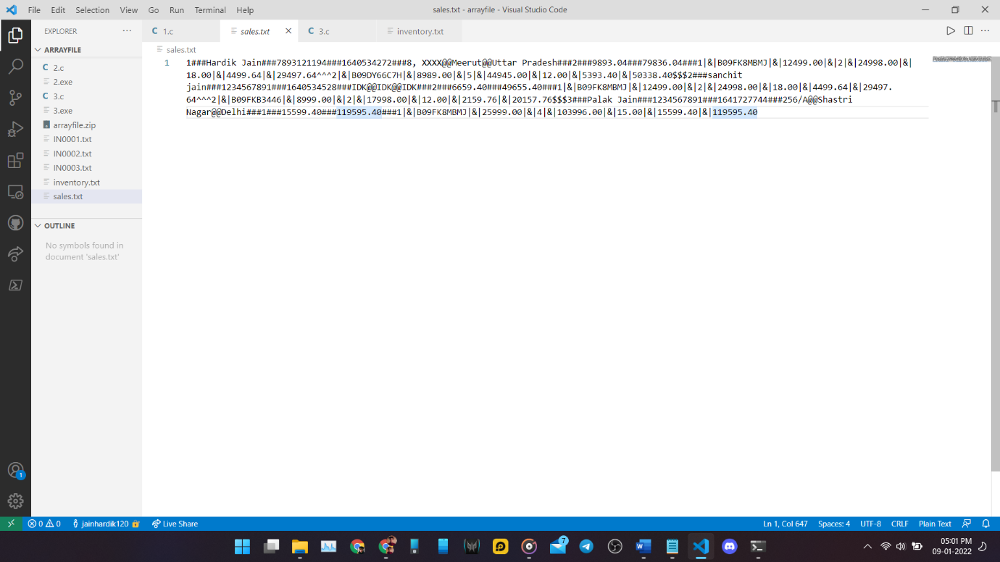 File Edit Selection View Go Run Terminal Help
sales.txt - arrayfile - Visual Studio Code
EXPLORER ···
1.c
sales.txt
3.c
inventory.txt
ARRAYFILE
2.c
2.exe
3.c
3.exe
arrayfile.zip
IN0001.txt
IN0002.txt
IN0003.txt
inventory.txt
sales.txt
OUTLINE
No symbols found in
document 'sales.txt'
sales.txt
1
1###Hardik Jain###7893121194###1640534272###8, XXXX@@Meerut@@Uttar Pradesh###2###9893.04###79836.04###1|&|B09FK8MBMJ|&|12499.00|&|2|&|24998.00|&|
18.00|&|4499.64|&|29497.64^^^2|&|B09DY66C7H|&|8989.00|&|5|&|44945.00|&|12.00|&|5393.40|&|50338.40$$$2###sanchit
jain###1234567891###1640534528###IDK@@IDK@@IDK###2###6659.40###49655.40###1|&|B09FK8MBMJ|&|12499.00|&|2|&|24998.00|&|18.00|&|4499.64|&|29497.
64^^^2|&|B09FKB3446|&|8999.00|&|2|&|17998.00|&|12.00|&|2159.76|&|20157.76$$$3###Palak Jain###1234567891###1641727744###256/A@@Shastri
Nagar@@Delhi###1###15599.40###119595.40###1|&|B09FK8MBMJ|&|25999.00|&|4|&|103996.00|&|15.00|&|15599.40|&|119595.40
1
0 0 jainhardik120 Live Share
Ln 1, Col 647 Spaces: 4 UTF-8 CRLF Plain Text
7
05:01 PM
09-01-2022